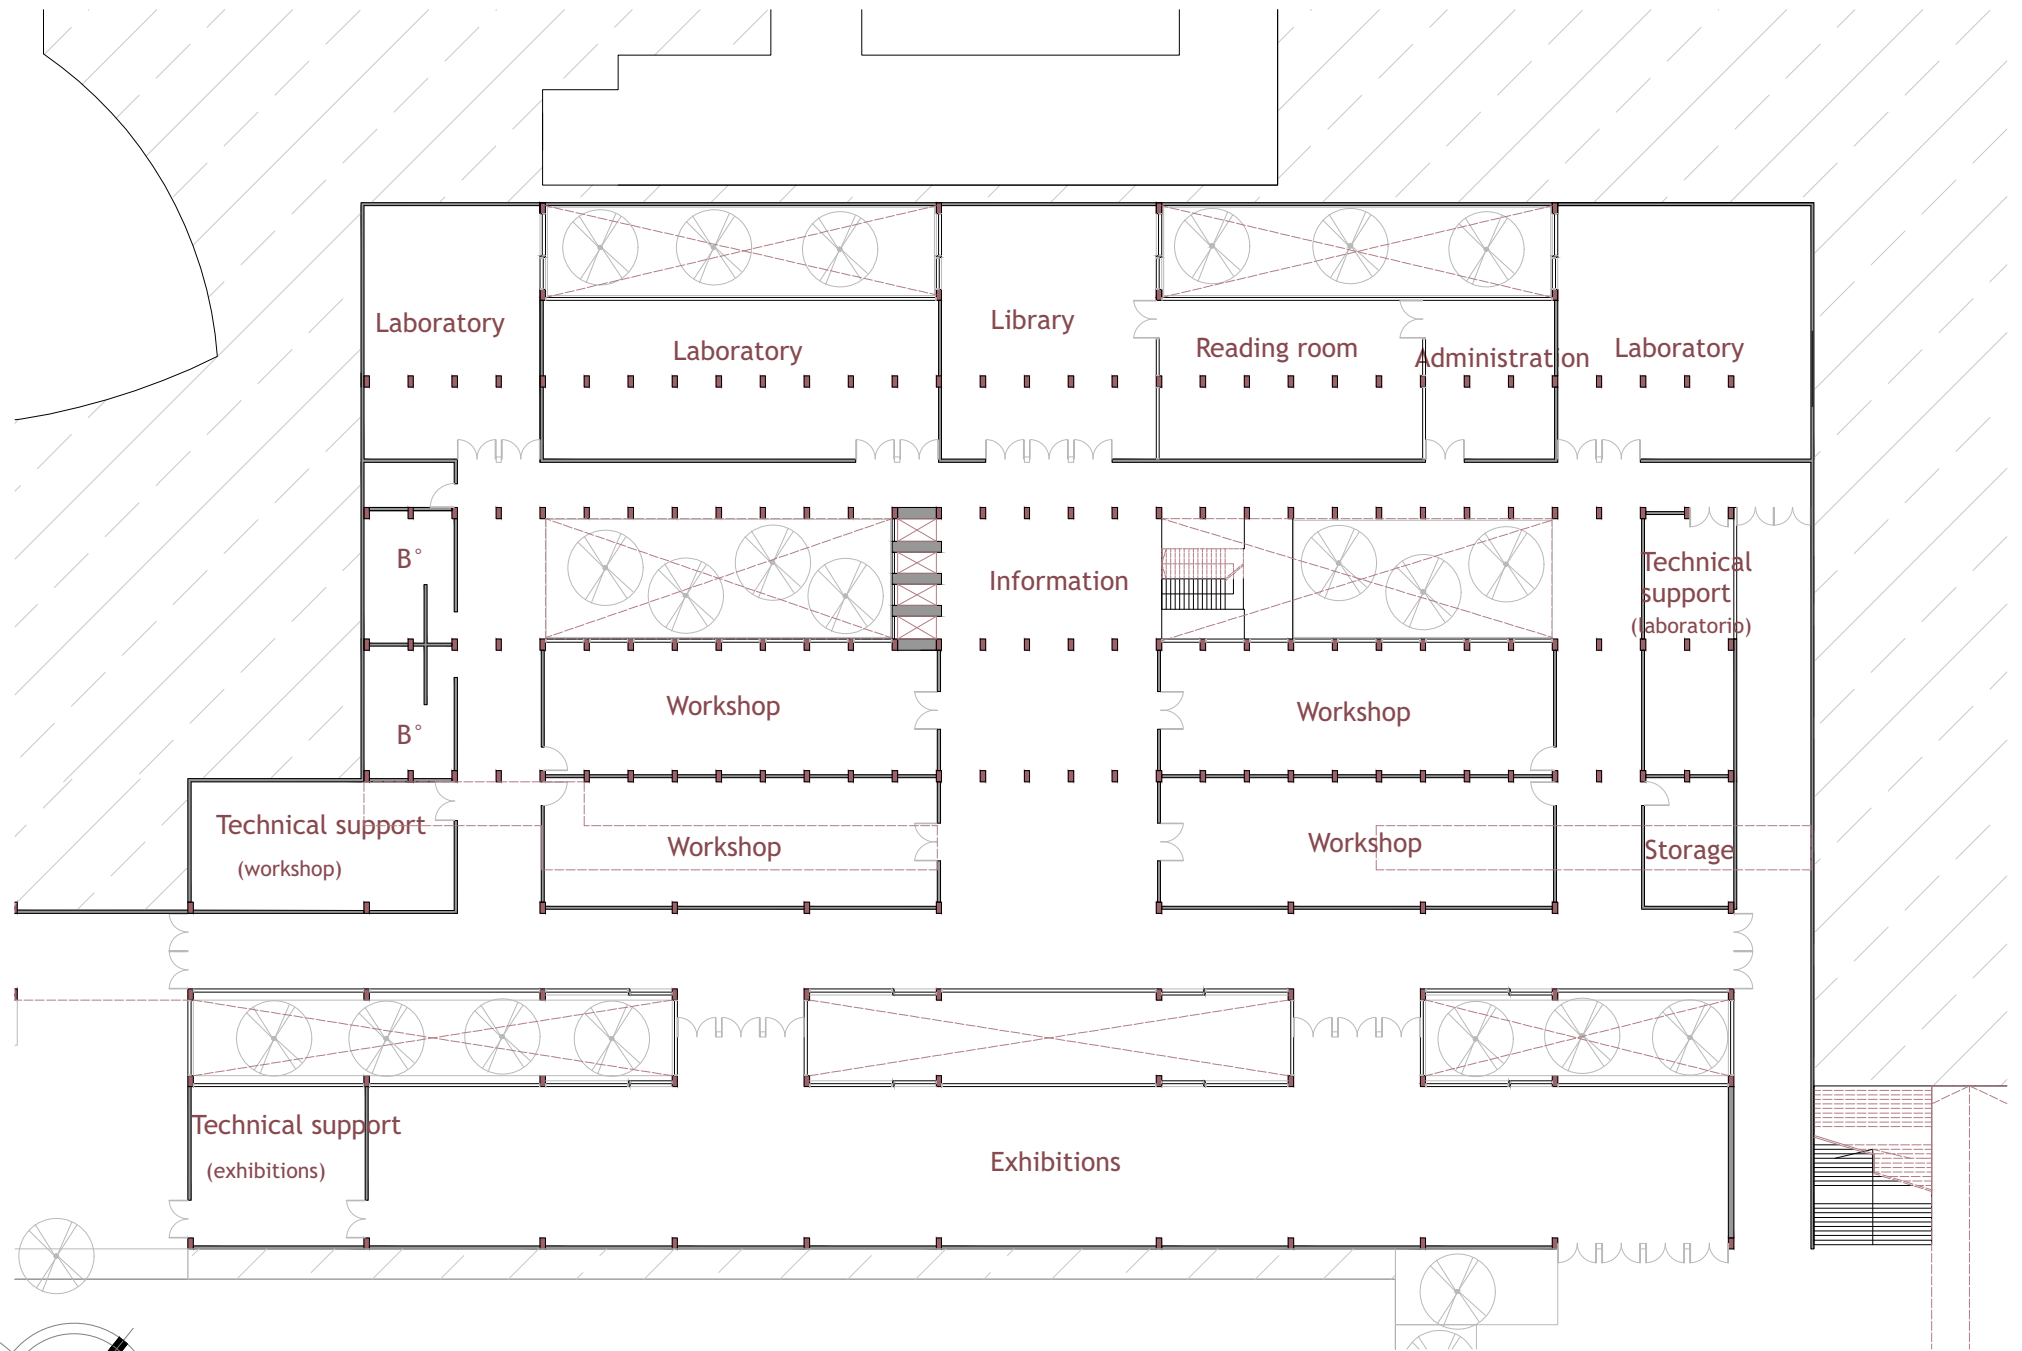 Laboratory
Laboratory
Library
Reading room
Administration
Laboratory
B°
Information
Technical
support
(laboratorio)
B°
Workshop
Workshop
Technical support
(workshop)
Workshop
Workshop
Storage
Technical support
(exhibitions)
Exhibitions